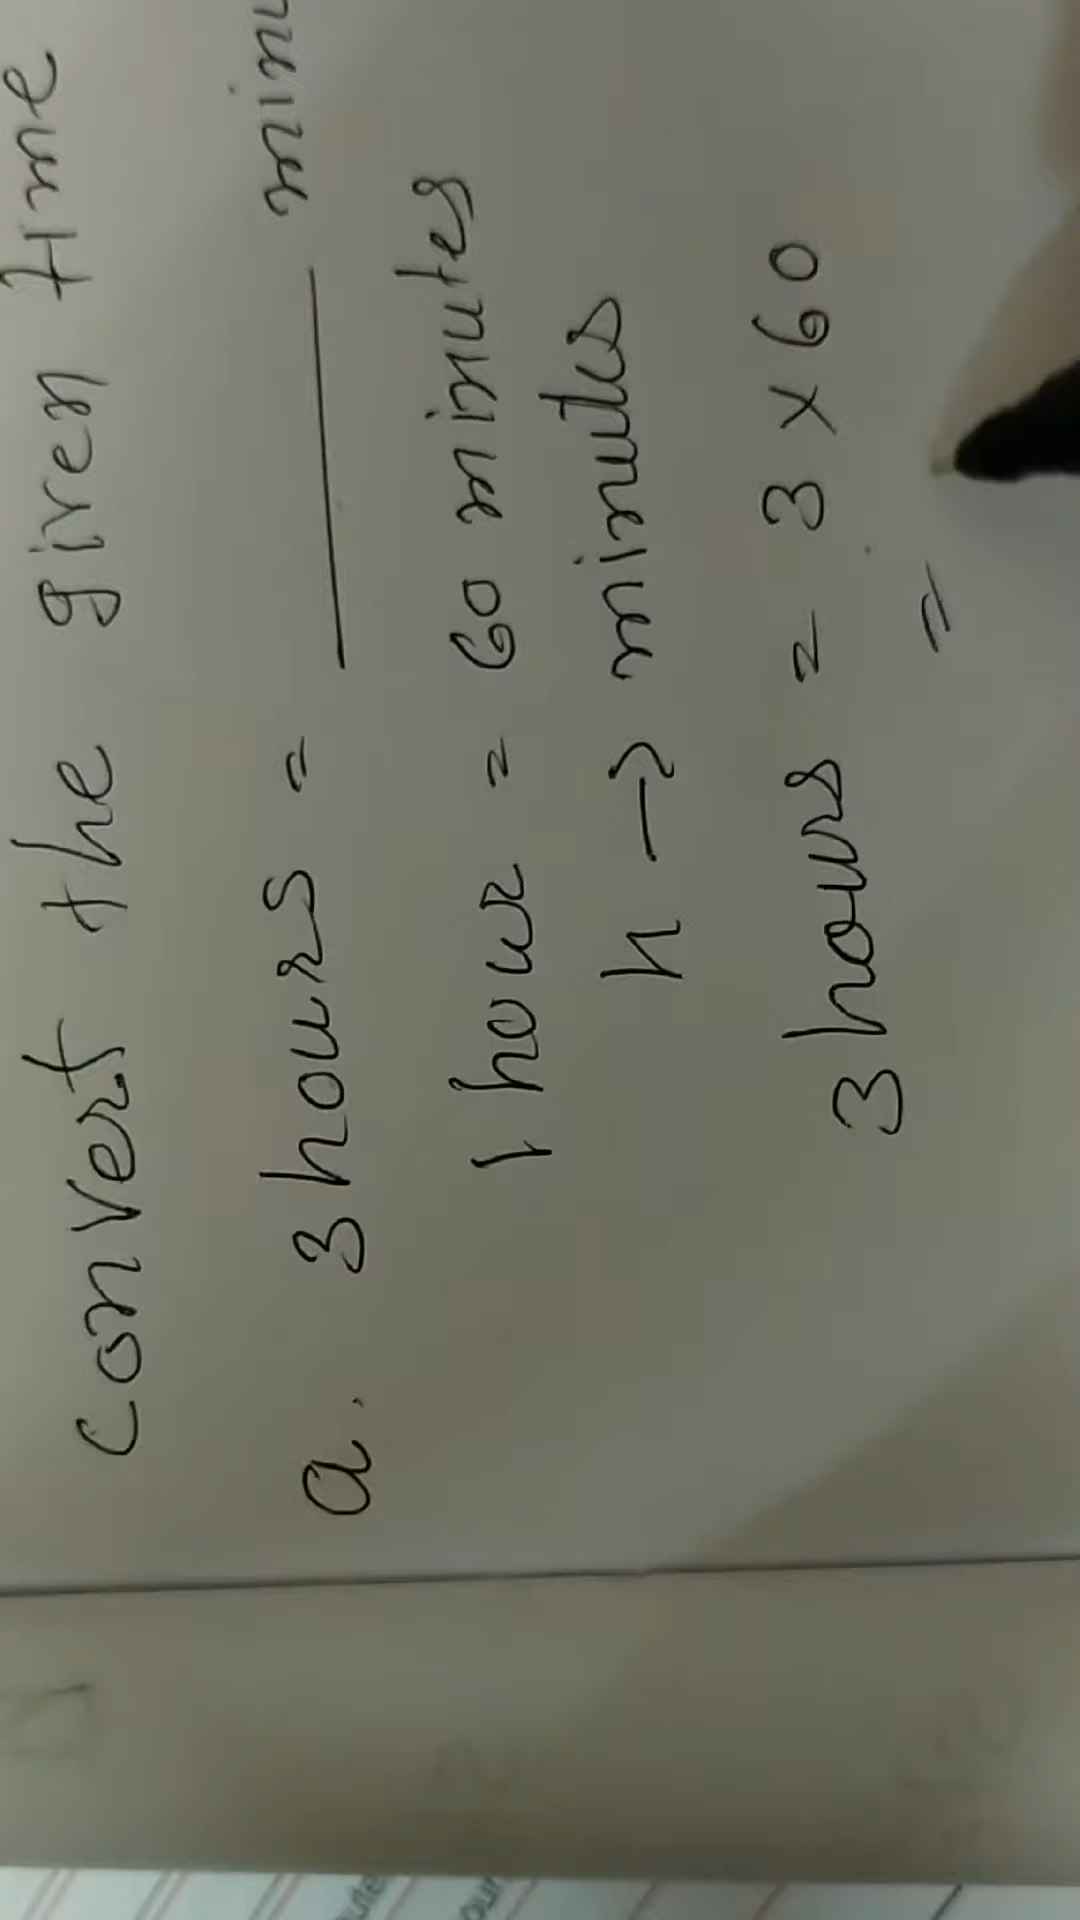 convert the given time
a. 3 hours = ______ minu
1 hour = 60 minutes
h → minutes
3 hours = 3 x 60
=